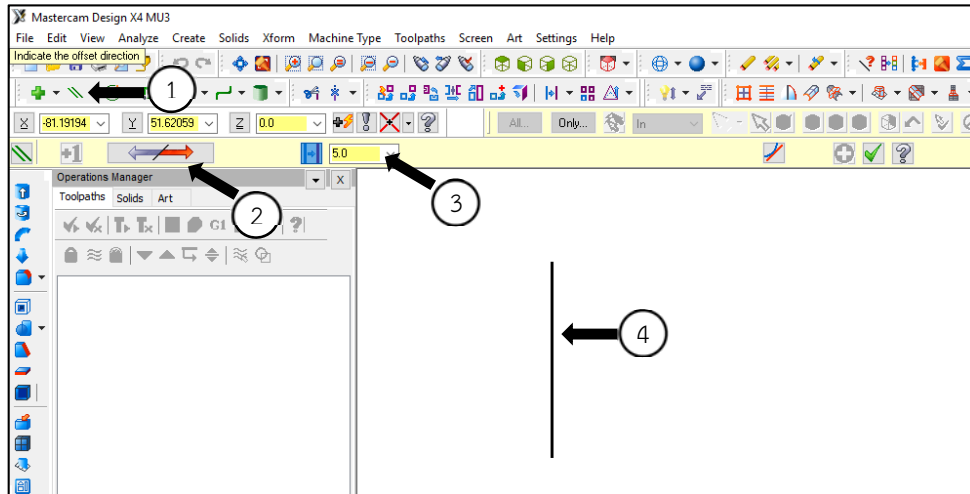 Mastercam Design X4 MU3
File Edit View Analyze Create Solids Xform Machine Type Toolpaths Screen Art Settings Help
Indicate the offset direction
1
X -81.19194 Y 51.62059 Z 0.0 All... Only... In
+1 5.0
2
3
Operations Manager X
Toolpaths Solids Art
G1
4